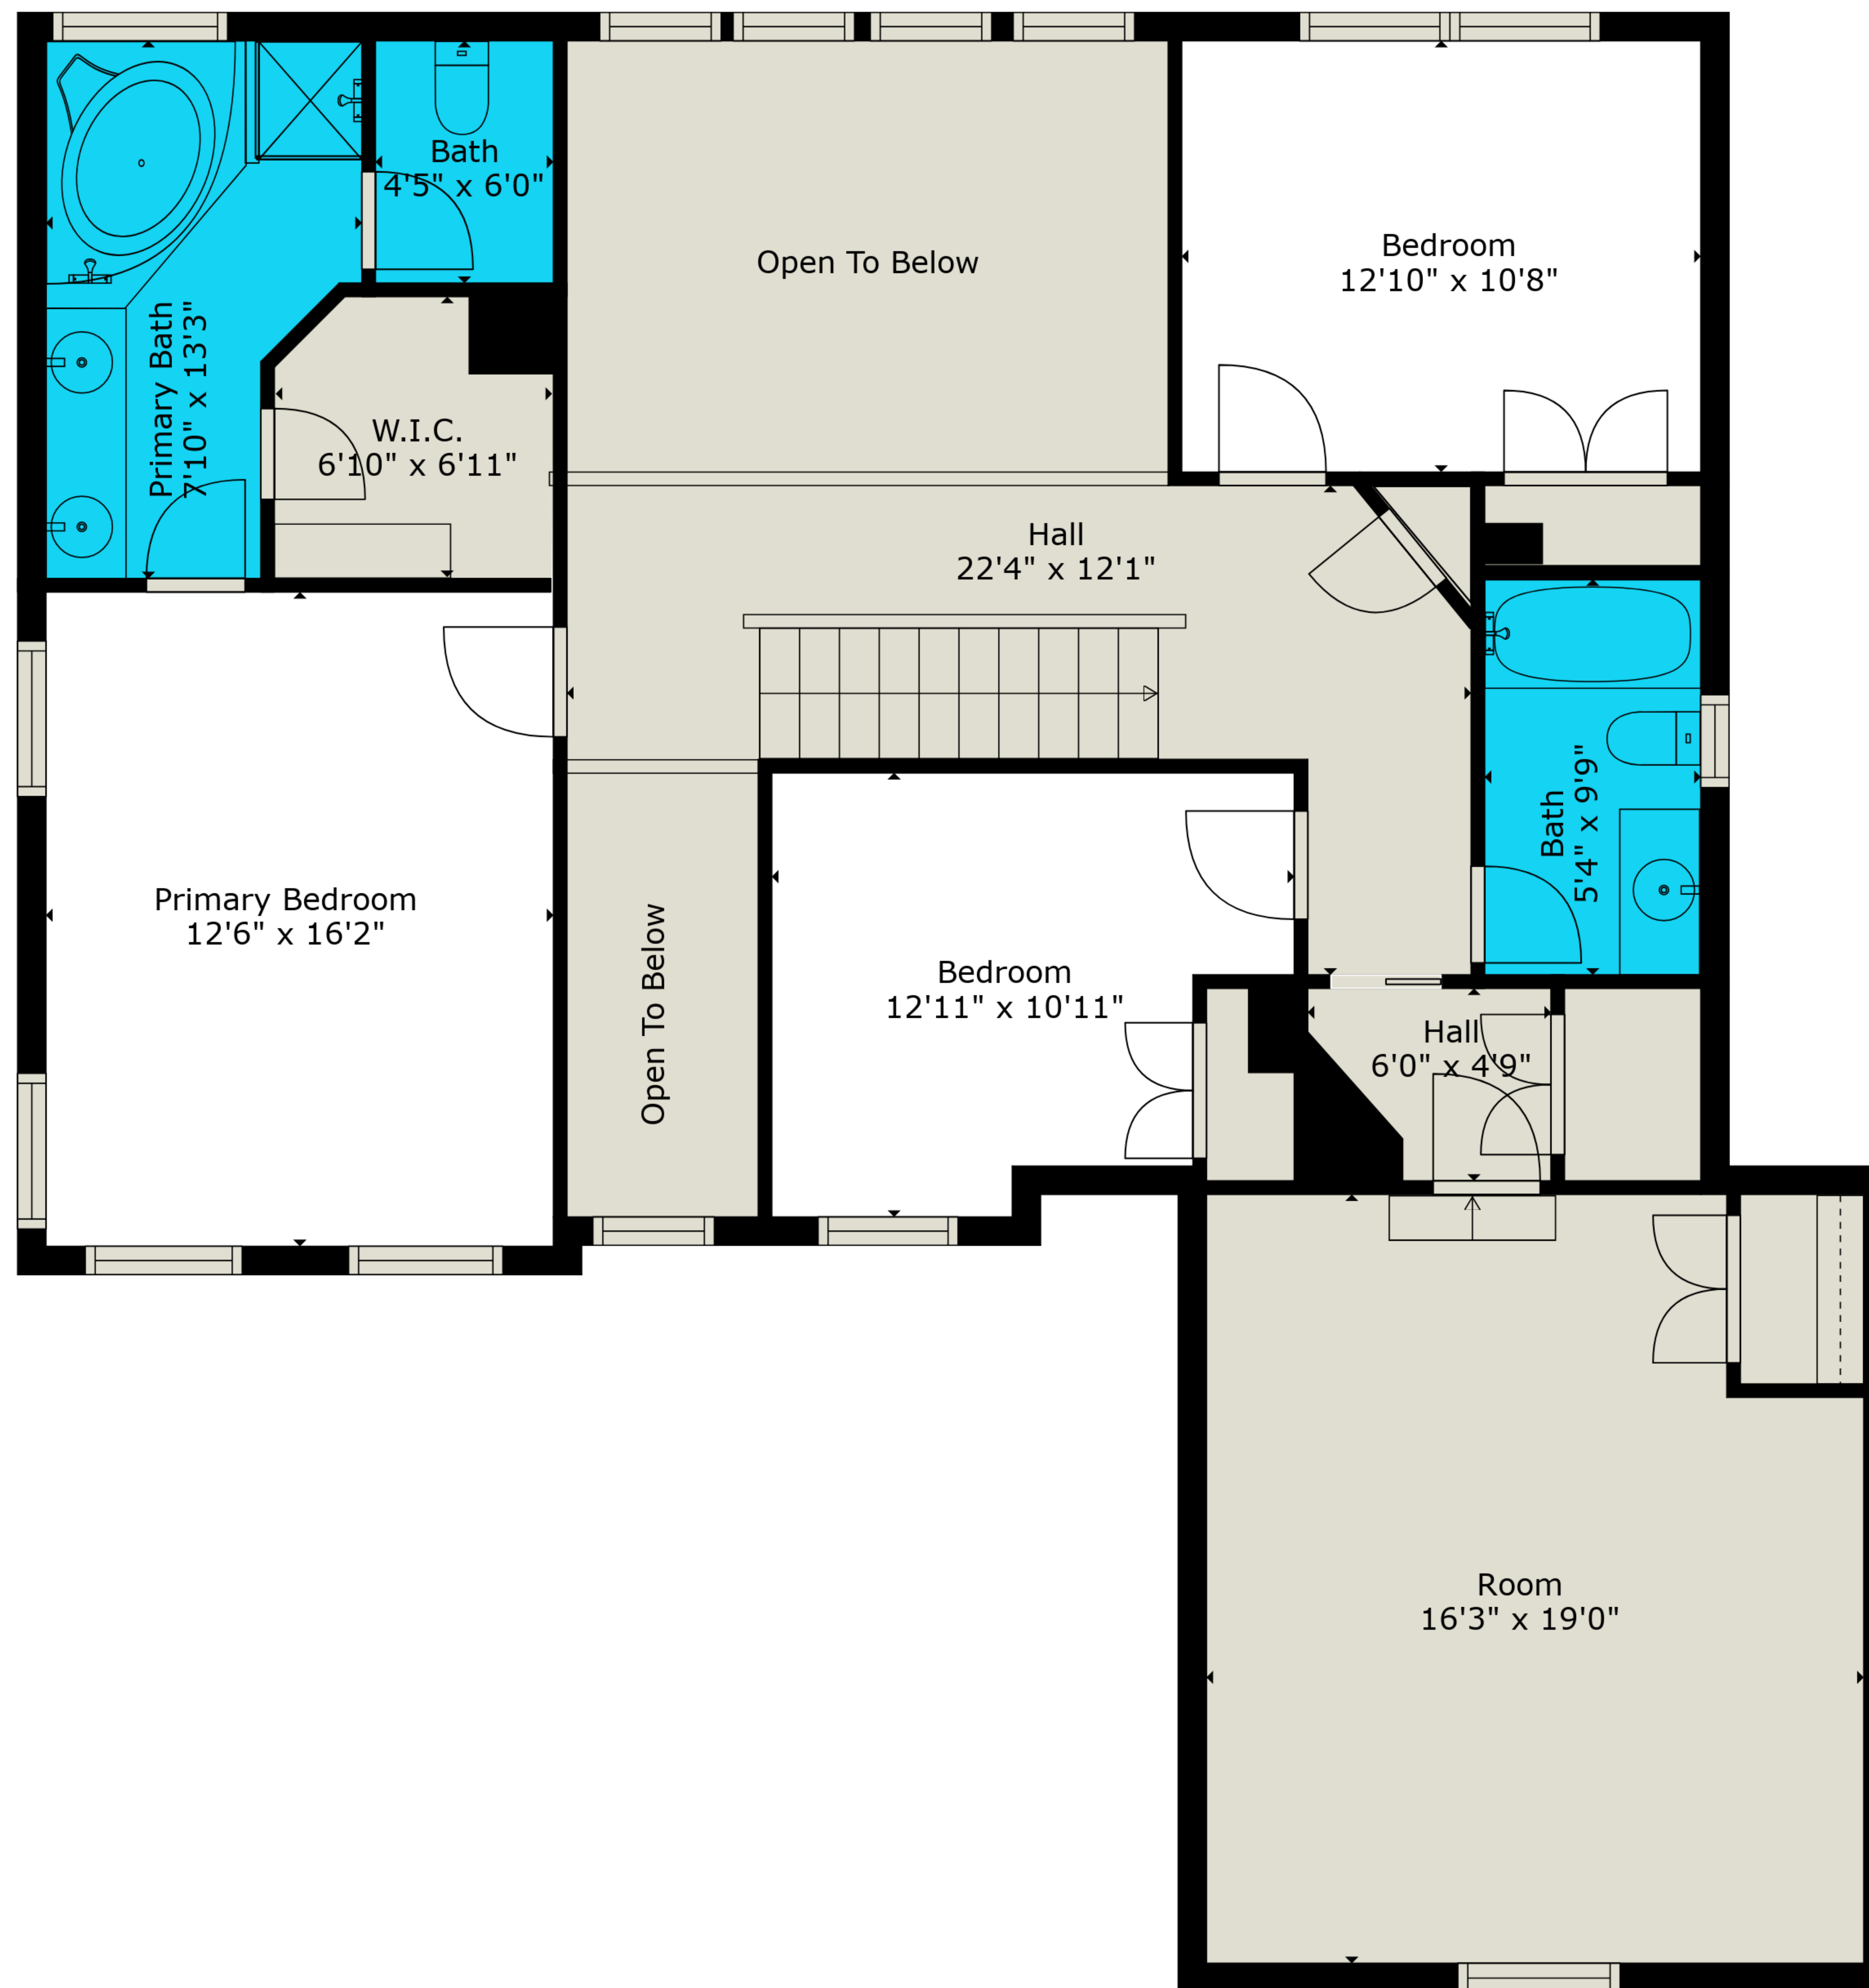 Bath
4'5" x 6'0"
Open To Below
Bedroom
12'10" x 10'8"
Primary Bath
7'10" x 13'3"
W.I.C.
6'10" x 6'11"
Hall
22'4" x 12'1"
Bath
5'4" x 9'9"
Primary Bedroom
12'6" x 16'2"
Open To Below
Bedroom
12'11" x 10'11"
Hall
6'0" x 4'9"
Room
16'3" x 19'0"